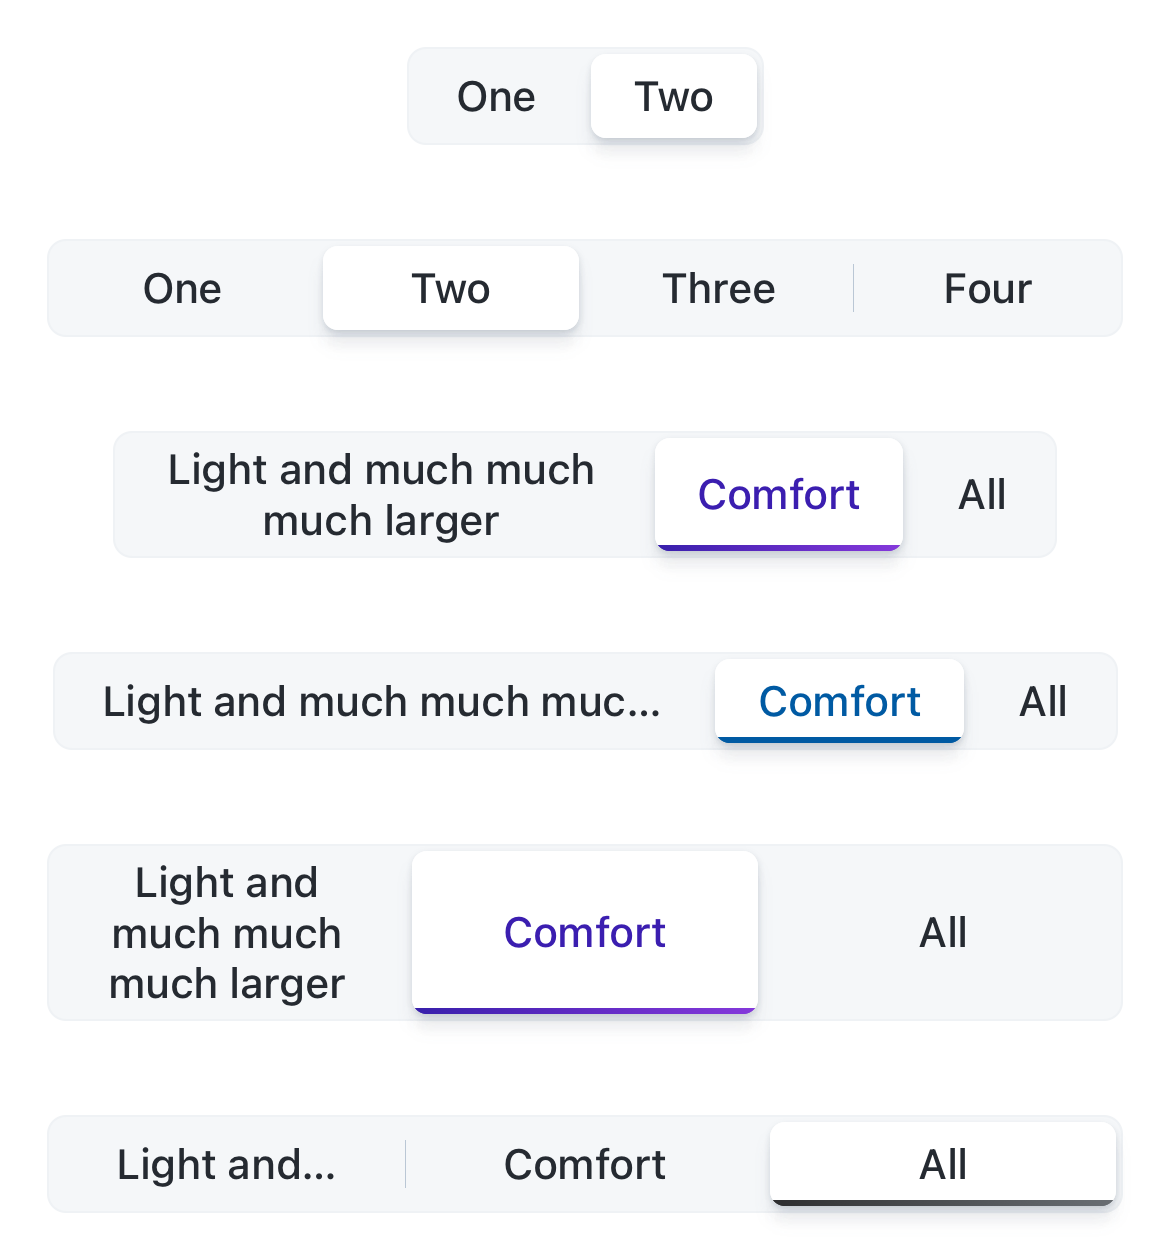 One Two
One Two Three Four
Light and much much
much larger
Comfort
All
Light and much much muc... Comfort All
Light and
much much
much larger
Comfort
All
Light and... Comfort All